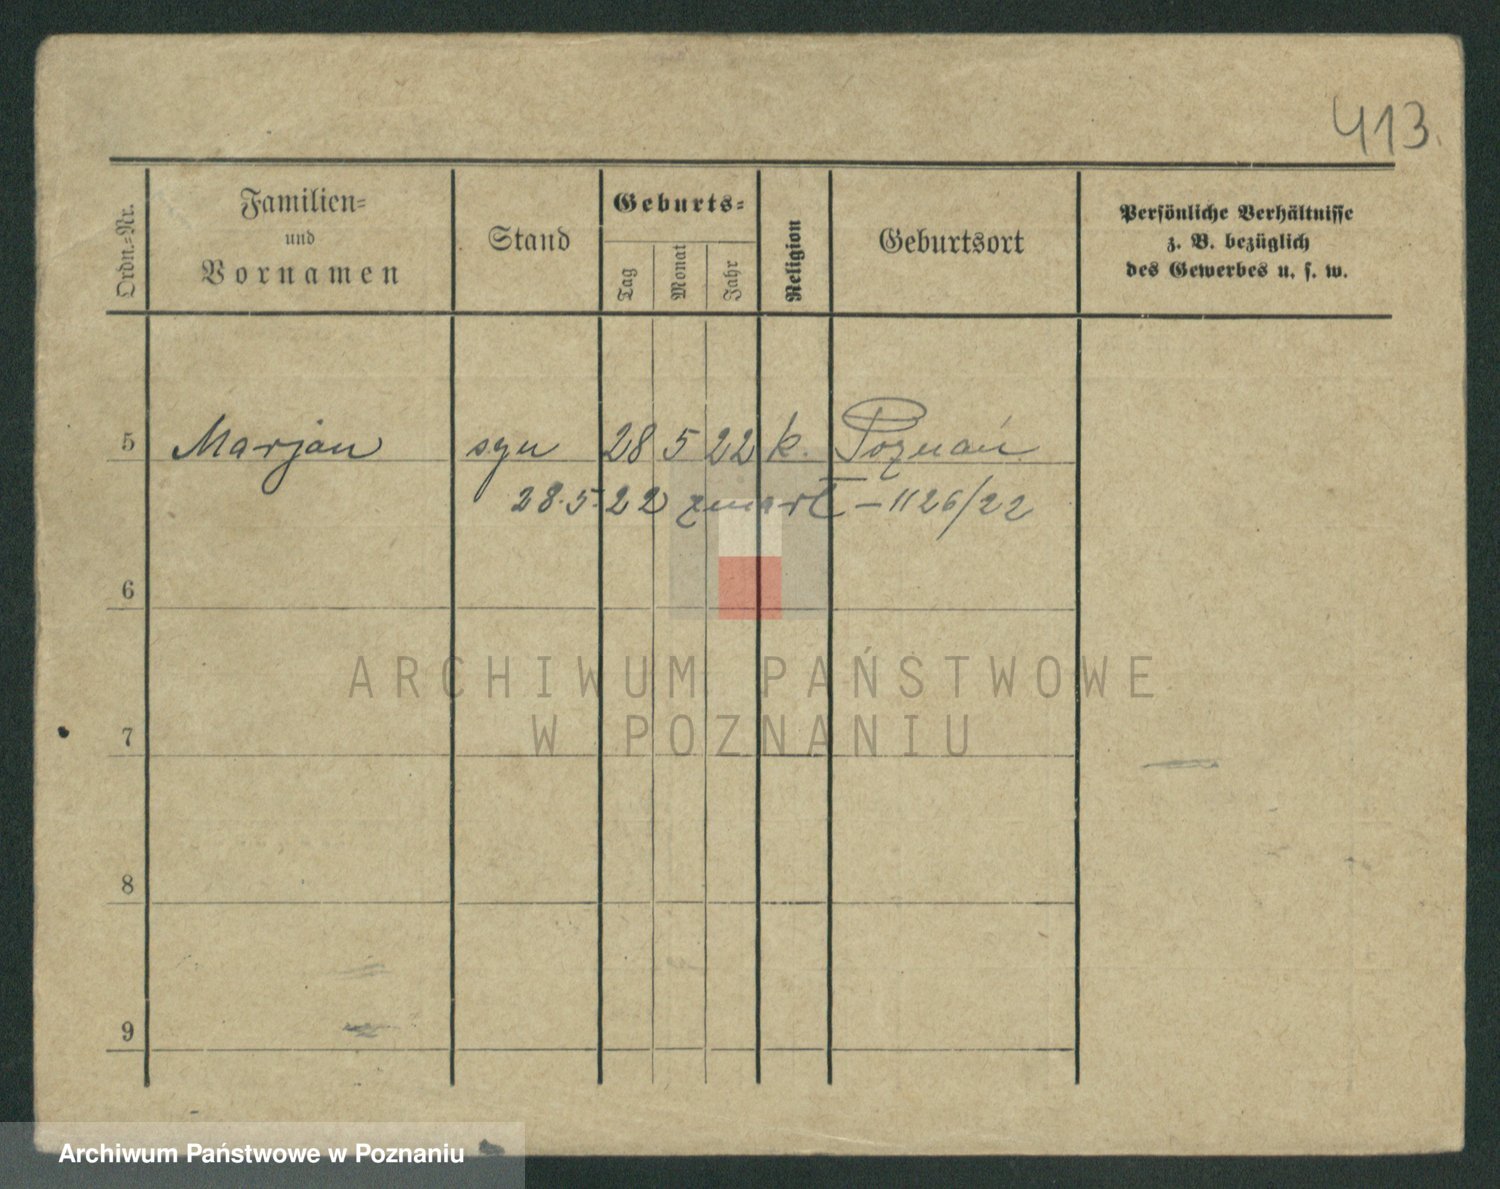 413.
Ordn.-Nr.
Familien-
und
Vornamen
Stand
Geburts-
Tag
Monat
Jahr
Religion
Geburtsort
Persönliche Verhältnisse
z. B. bezüglich
des Gewerbes u. s. w.
5 Marjan syn 28 5 22 k. Poznań
28.5.22 zmarł – 1126/22
6
7
8
9
ARCHIWUM PAŃSTWOWE
W POZNANIU
Archiwum Państwowe w Poznaniu